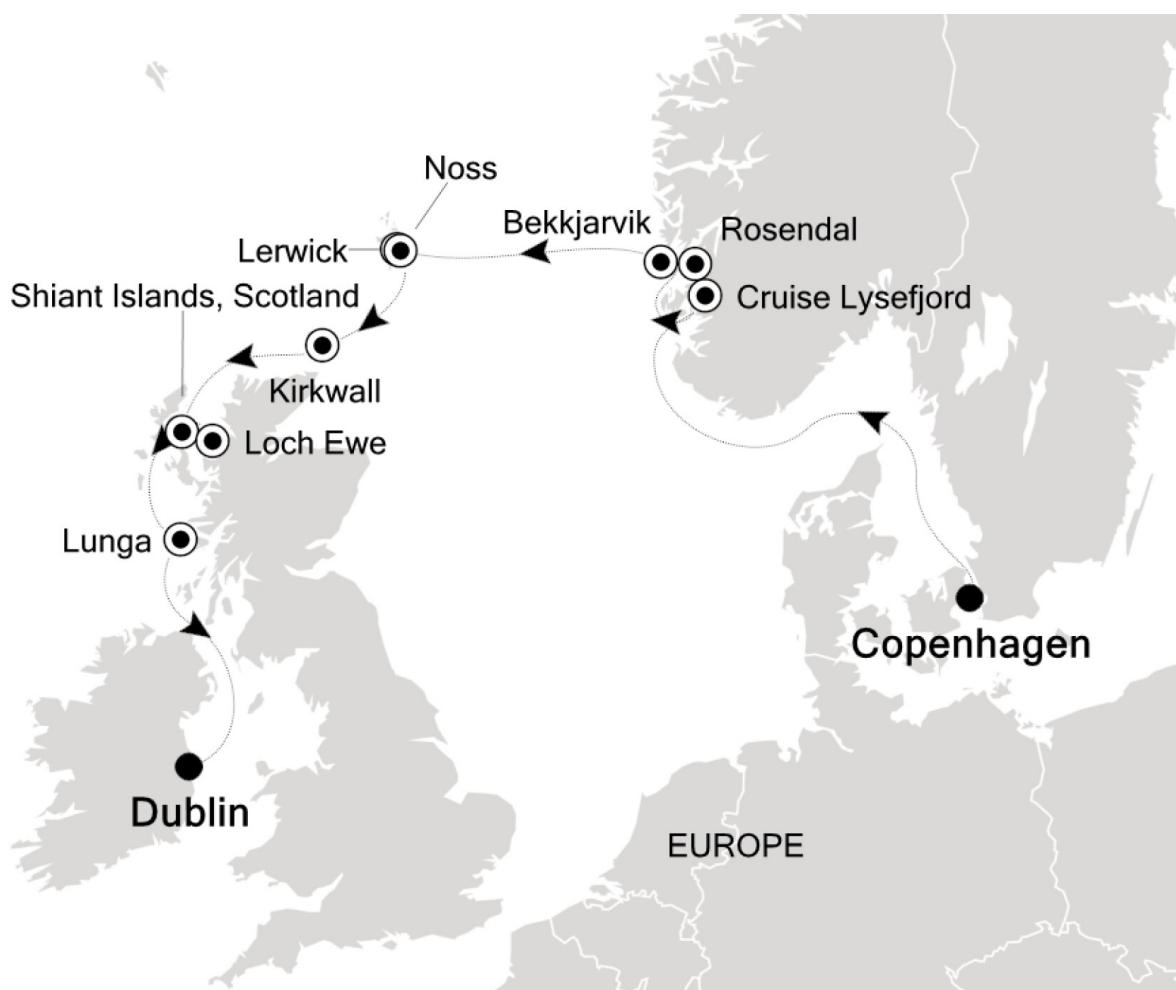 Noss
Bekkjarvik
Rosendal
Lerwick
Shiant Islands, Scotland
Cruise Lysefjord
Kirkwall
Loch Ewe
Lunga
Copenhagen
Dublin
EUROPE